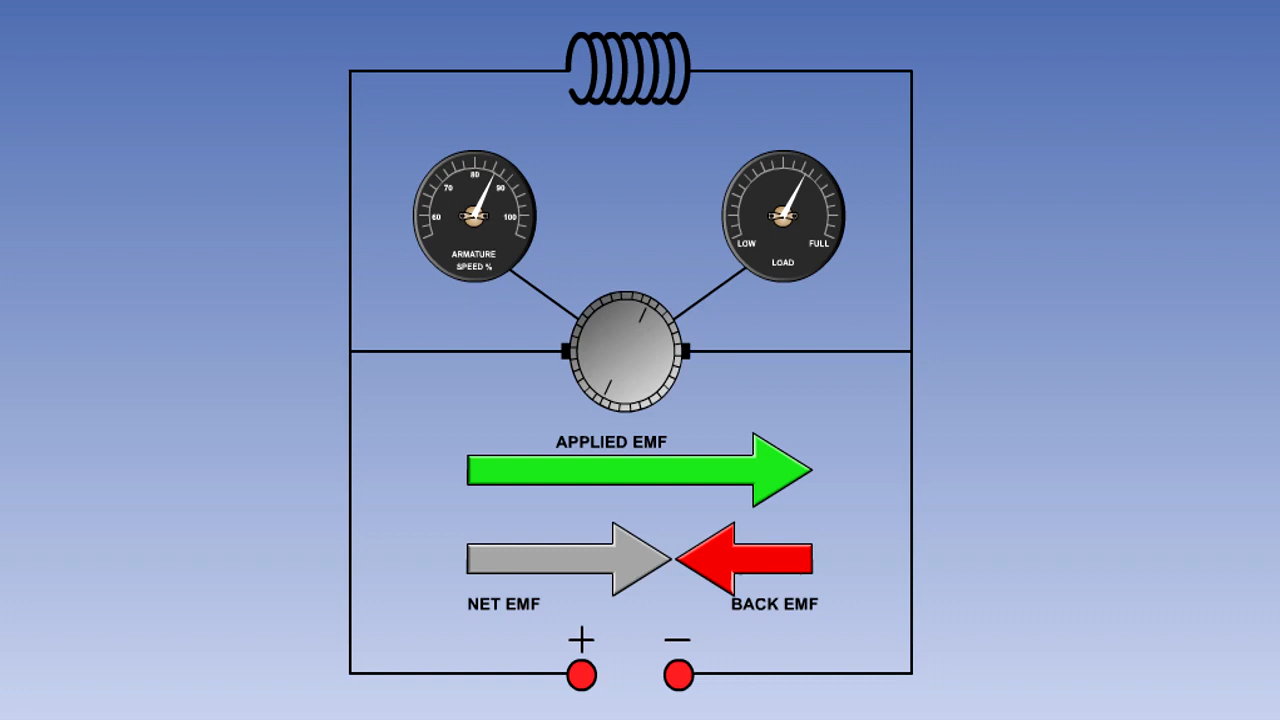 80
70
90
60
100
ARMATURE
SPEED %
LOW
FULL
LOAD
APPLIED EMF
NET EMF
BACK EMF
+ −